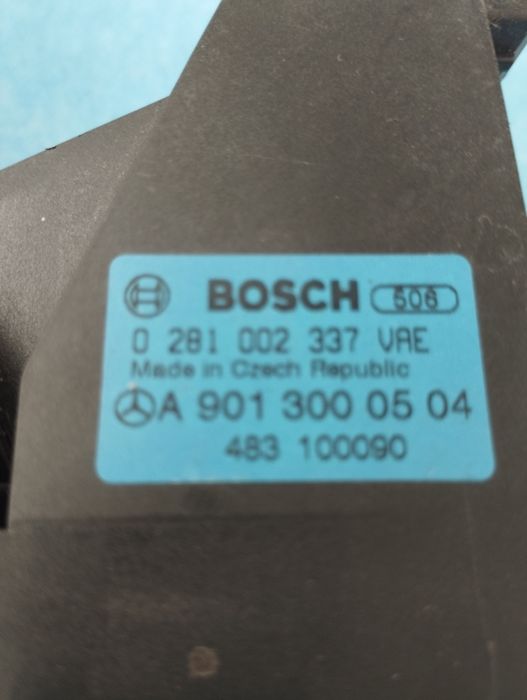 BOSCH 506
0 281 002 337 VAE
Made in Czech Republic
A 901 300 05 04
483 100090